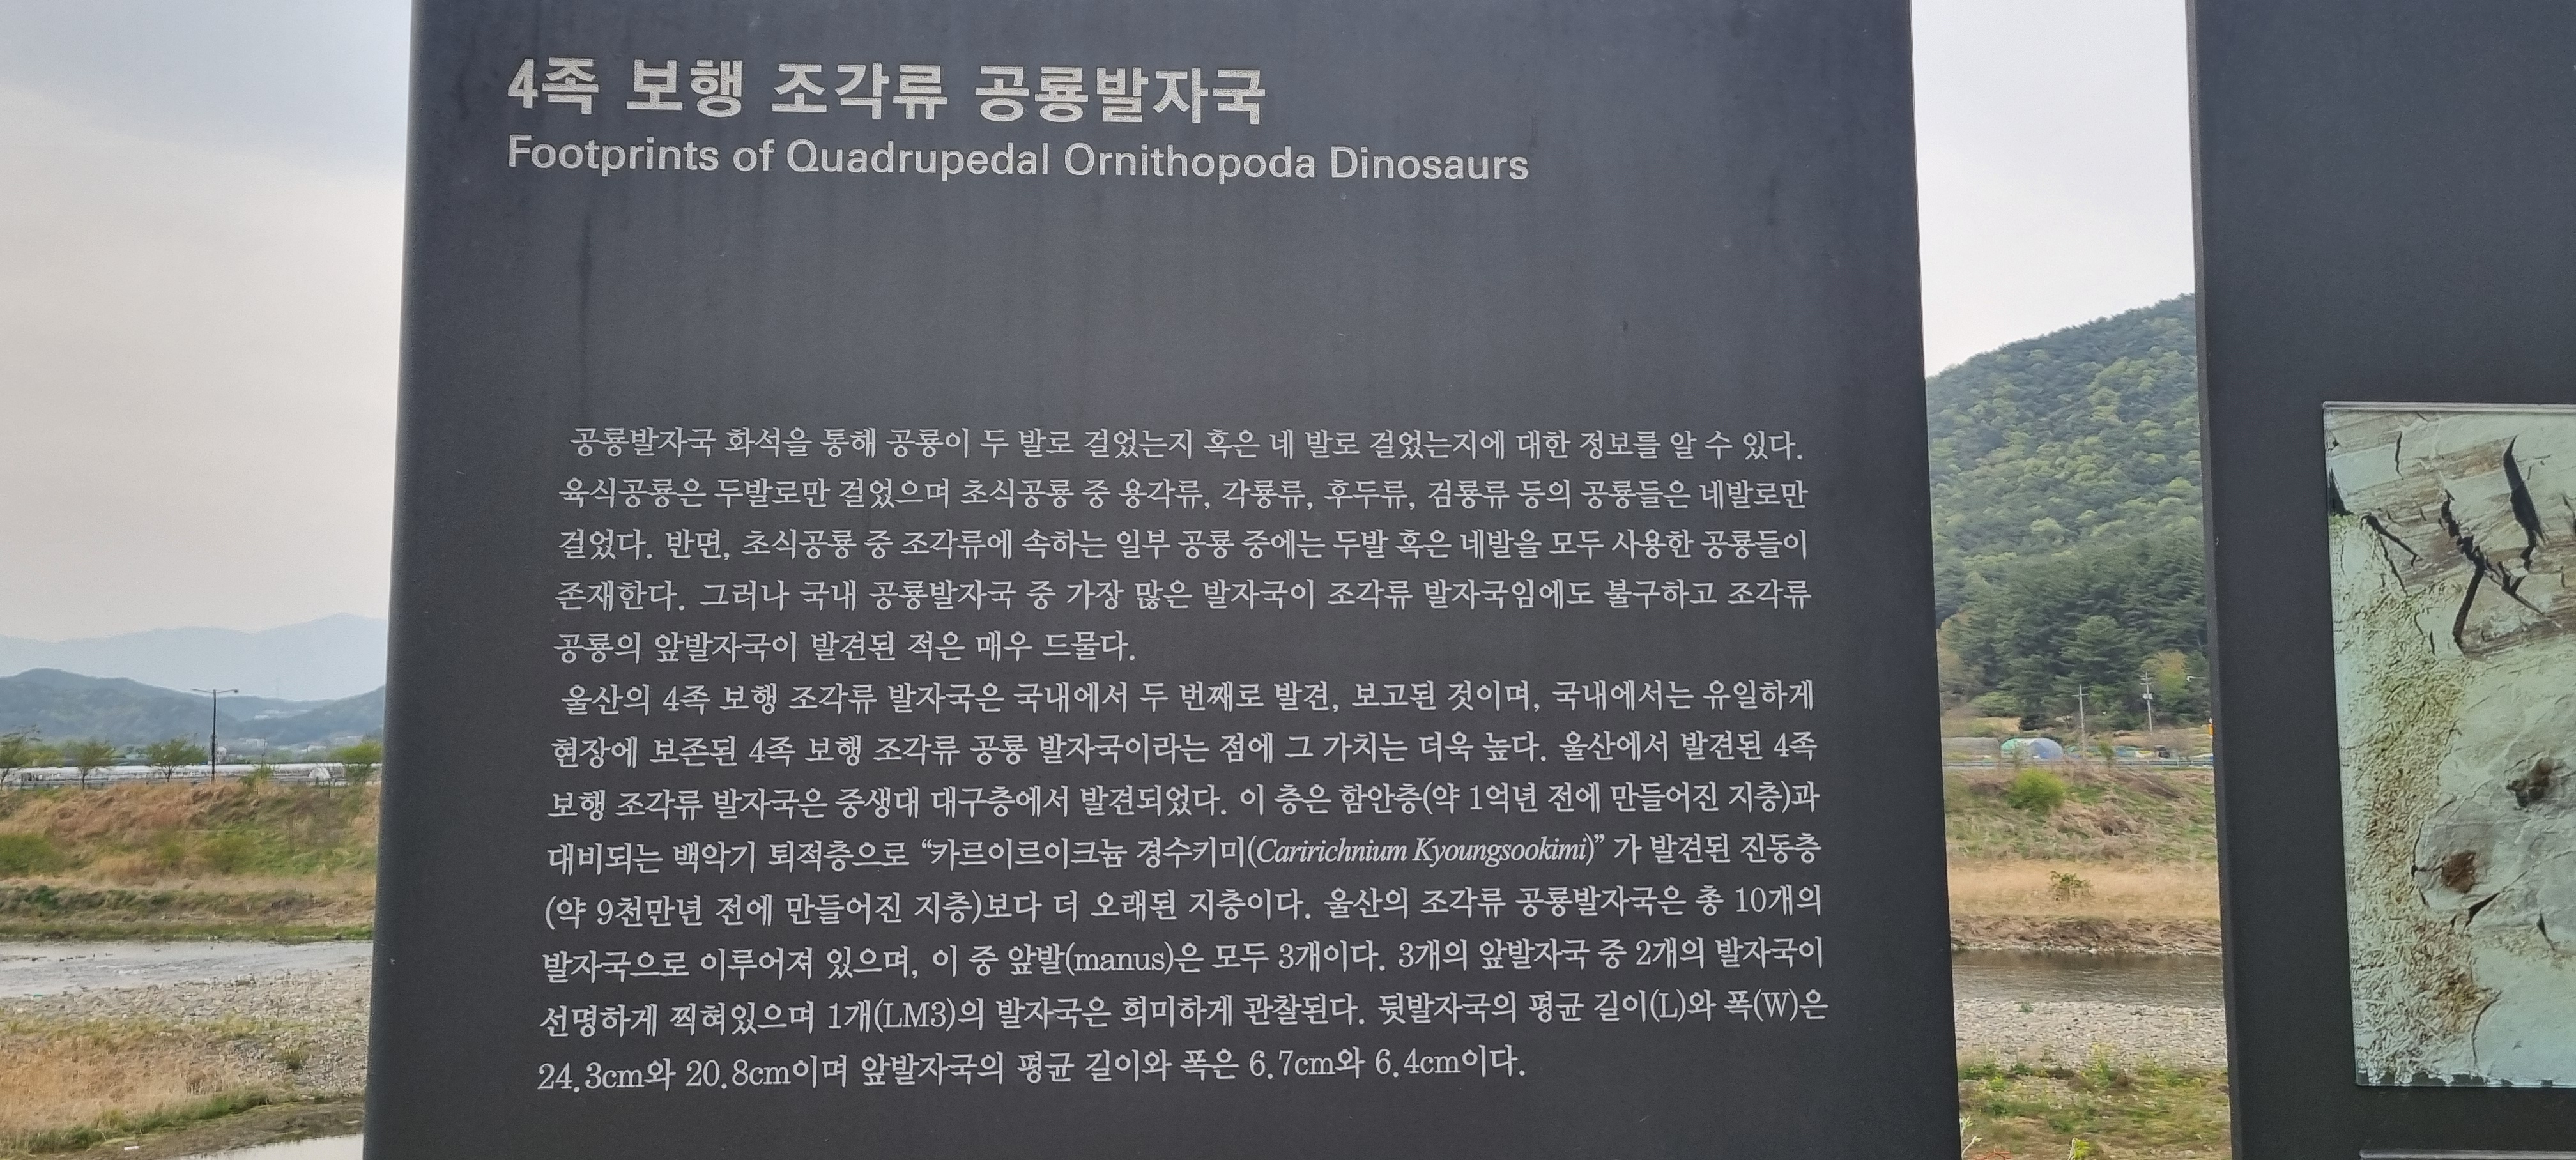 4족 보행 조각류 공룡발자국
Footprints of Quadrupedal Ornithopoda Dinosaurs
공룡발자국 화석을 통해 공룡이 두 발로 걸었는지 혹은 네 발로 걸었는지에 대한 정보를 알 수 있다.
육식공룡은 두발로만 걸었으며 초식공룡 중 용각류, 각룡류, 후두류, 검룡류 등의 공룡들은 네발로만
걸었다. 반면, 초식공룡 중 조각류에 속하는 일부 공룡 중에는 두발 혹은 네발을 모두 사용한 공룡들이
존재한다. 그러나 국내 공룡발자국 중 가장 많은 발자국이 조각류 발자국임에도 불구하고 조각류
공룡의 앞발자국이 발견된 적은 매우 드물다.
울산의 4족 보행 조각류 발자국은 국내에서 두 번째로 발견, 보고된 것이며, 국내에서는 유일하게
현장에 보존된 4족 보행 조각류 공룡 발자국이라는 점에 그 가치는 더욱 높다. 울산에서 발견된 4족
보행 조각류 발자국은 중생대 대구층에서 발견되었다. 이 층은 함안층(약 1억년 전에 만들어진 지층)과
대비되는 백악기 퇴적층으로 “카르이르이크늄 경수키미(Caririchnium Kyoungsookimi)” 가 발견된 진동층
(약 9천만년 전에 만들어진 지층)보다 더 오래된 지층이다. 울산의 조각류 공룡발자국은 총 10개의
발자국으로 이루어져 있으며, 이 중 앞발(manus)은 모두 3개이다. 3개의 앞발자국 중 2개의 발자국이
선명하게 찍혀있으며 1개(LM3)의 발자국은 희미하게 관찰된다. 뒷발자국의 평균 길이(L)와 폭(W)은
24.3cm와 20.8cm이며 앞발자국의 평균 길이와 폭은 6.7cm와 6.4cm이다.